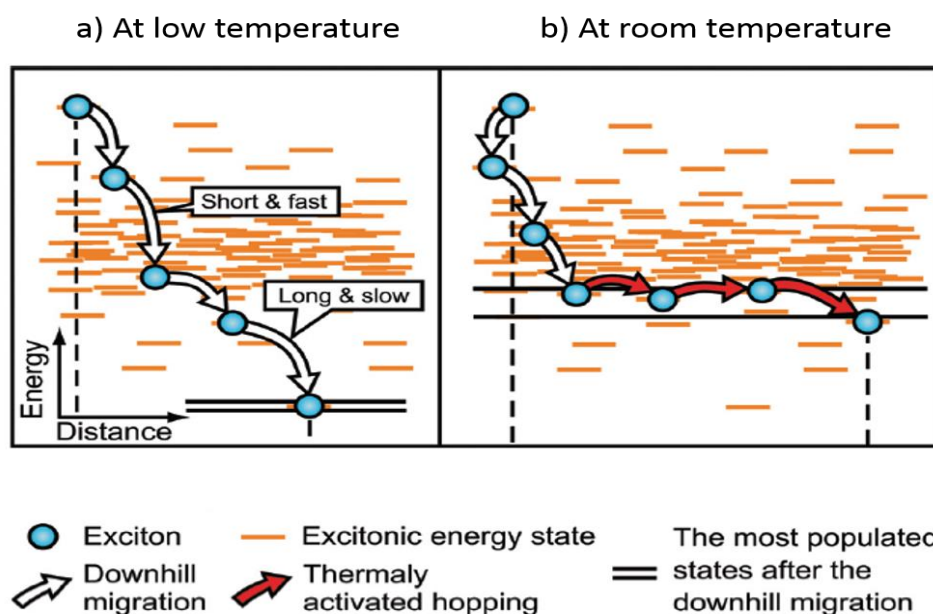 a) At low temperature
b) At room temperature
Short & fast
Long & slow
Energy
Distance
Exciton
Excitonic energy state
The most populated
states after the
downhill migration
Downhill
migration
Thermaly
activated hopping